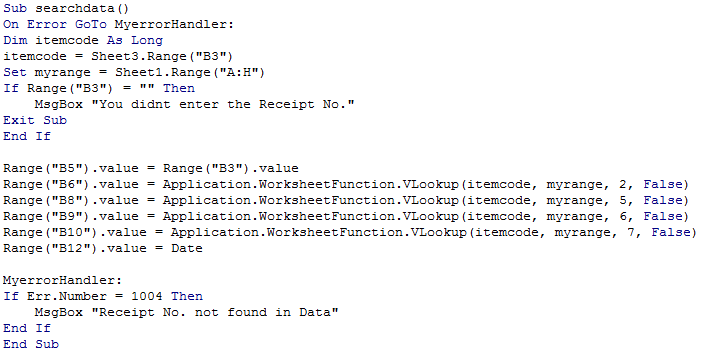 Sub searchdata()
On Error GoTo MyerrorHandler:
Dim itemcode As Long
itemcode = Sheet3.Range("B3")
Set myrange = Sheet1.Range("A:H")
If Range("B3") = "" Then
    MsgBox "You didnt enter the Receipt No."
Exit Sub
End If

Range("B5").value = Range("B3").value
Range("B6").value = Application.WorksheetFunction.VLookup(itemcode, myrange, 2, False)
Range("B8").value = Application.WorksheetFunction.VLookup(itemcode, myrange, 5, False)
Range("B9").value = Application.WorksheetFunction.VLookup(itemcode, myrange, 6, False)
Range("B10").value = Application.WorksheetFunction.VLookup(itemcode, myrange, 7, False)
Range("B12").value = Date

MyerrorHandler:
If Err.Number = 1004 Then
    MsgBox "Receipt No. not found in Data"
End If
End Sub